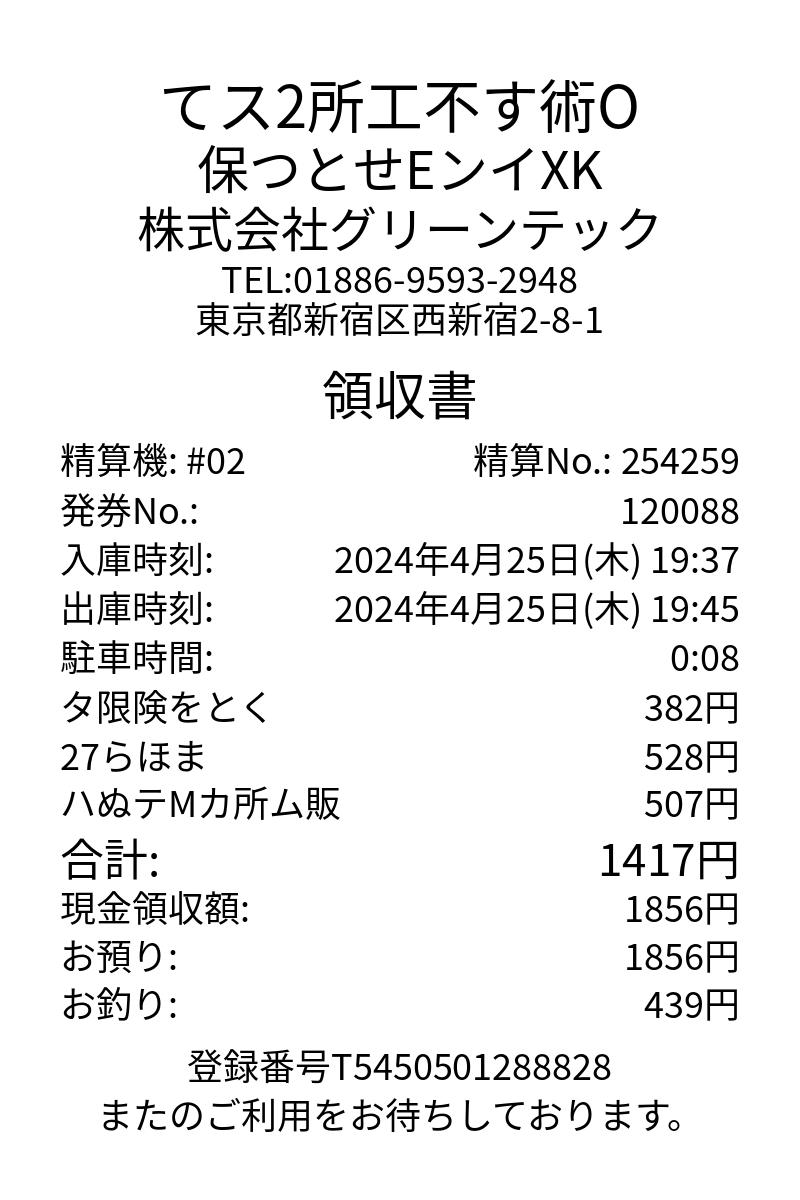 てス2所工不す術O
保つとせEンイXK
株式会社グリーンテック
TEL:01886-9593-2948
東京都新宿区西新宿2-8-1
領収書
精算機: #02 精算No.: 254259
発券No.: 120088
入庫時刻: 2024年4月25日(木) 19:37
出庫時刻: 2024年4月25日(木) 19:45
駐車時間: 0:08
タ限険をとく 382円
27らほま 528円
ハぬテMカ所ム販 507円
合計: 1417円
現金領収額: 1856円
お預り: 1856円
お釣り: 439円
登録番号T5450501288828
またのご利用をお待ちしております。